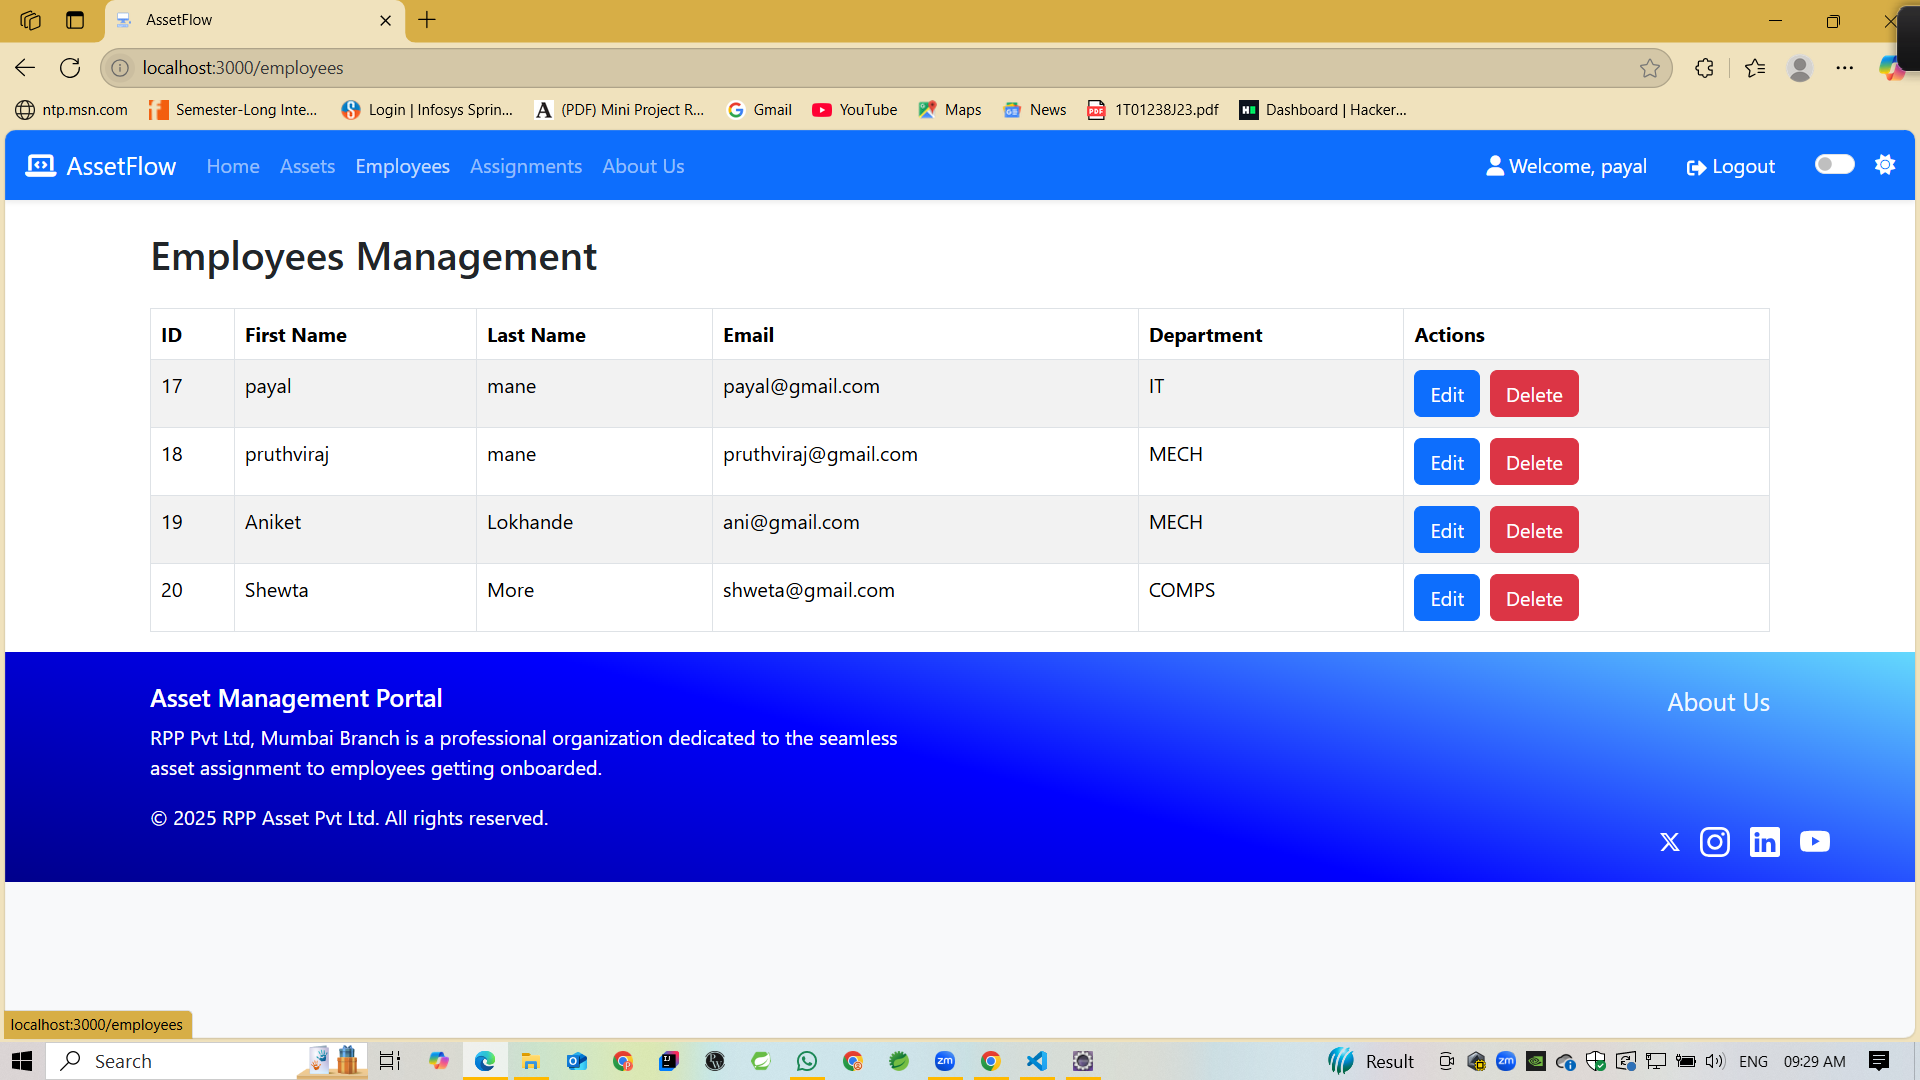 AssetFlow
localhost:3000/employees
ntp.msn.com Semester-Long Inte... Login | Infosys Sprin... (PDF) Mini Project R... Gmail YouTube Maps News 1T01238J23.pdf Dashboard | Hacker...
AssetFlow Home Assets Employees Assignments About Us Welcome, payal Logout
Employees Management
ID First Name Last Name Email Department Actions
17 payal mane payal@gmail.com IT Edit Delete
18 pruthviraj mane pruthviraj@gmail.com MECH Edit Delete
19 Aniket Lokhande ani@gmail.com MECH Edit Delete
20 Shewta More shweta@gmail.com COMPS Edit Delete
Asset Management Portal About Us
RPP Pvt Ltd, Mumbai Branch is a professional organization dedicated to the seamless
asset assignment to employees getting onboarded.
© 2025 RPP Asset Pvt Ltd. All rights reserved.
localhost:3000/employees
Search Result ENG 09:29 AM